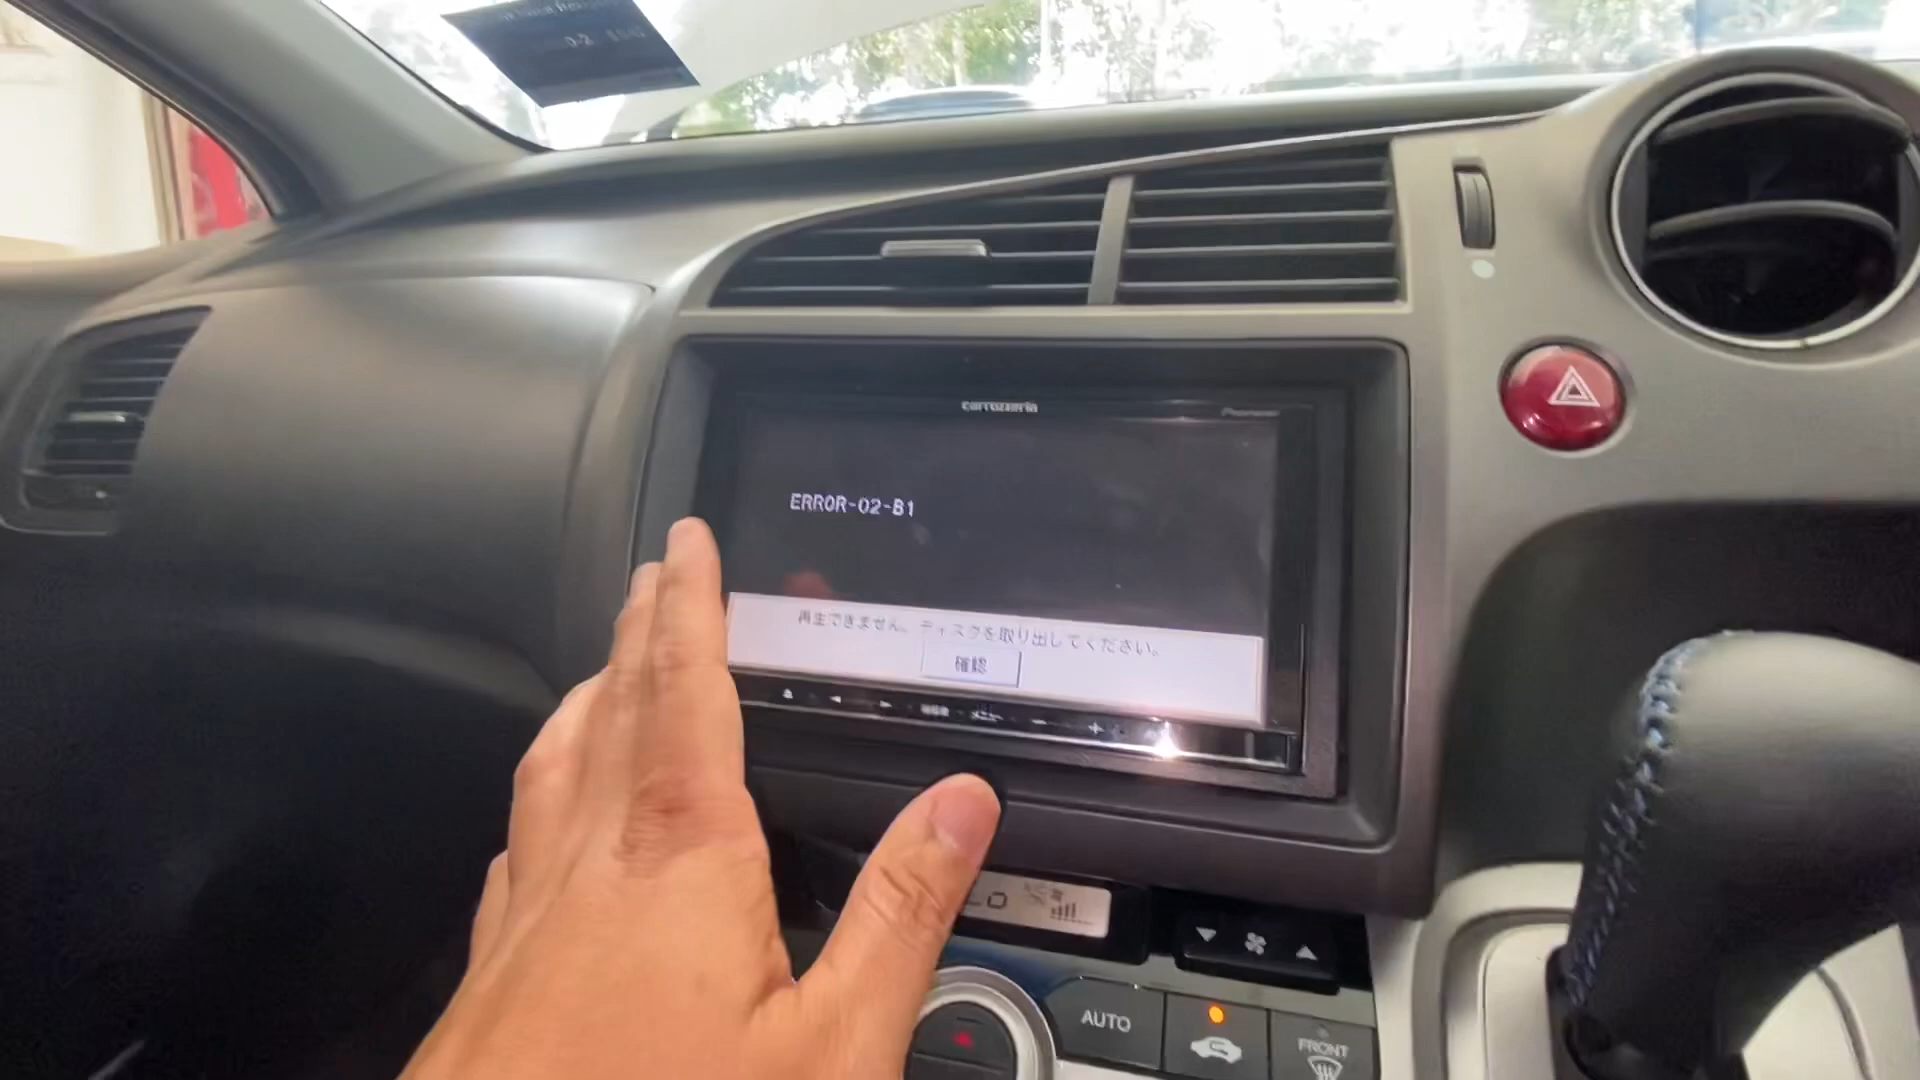 carrozzeria
Pioneer
ERROR-02-B1
再生できません。ディスクを取り出してください。
確認
AUTO
FRONT